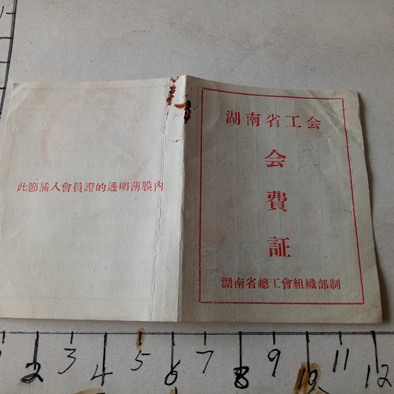 此節插入會員證的透明薄膜內
湖南省工会
会
費
証
湖南省總工會組織部制
2 3 4 5 6 7 8 9 10 11 12